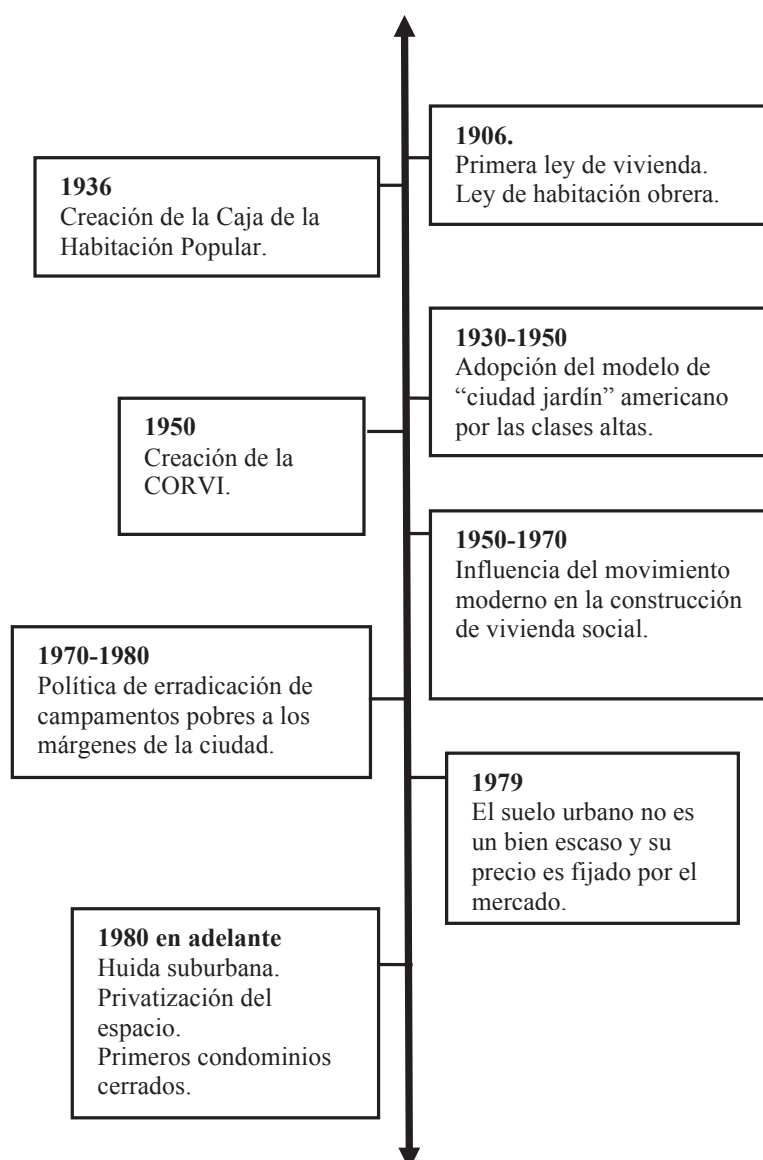 1906.
Primera ley de vivienda.
Ley de habitación obrera.
1936
Creación de la Caja de la
Habitación Popular.
1930-1950
Adopción del modelo de
“ciudad jardín” americano
por las clases altas.
1950
Creación de la
CORVI.
1950-1970
Influencia del movimiento
moderno en la construcción
de vivienda social.
1970-1980
Política de erradicación de
campamentos pobres a los
márgenes de la ciudad.
1979
El suelo urbano no es
un bien escaso y su
precio es fijado por el
mercado.
1980 en adelante
Huida suburbana.
Privatización del
espacio.
Primeros condominios
cerrados.